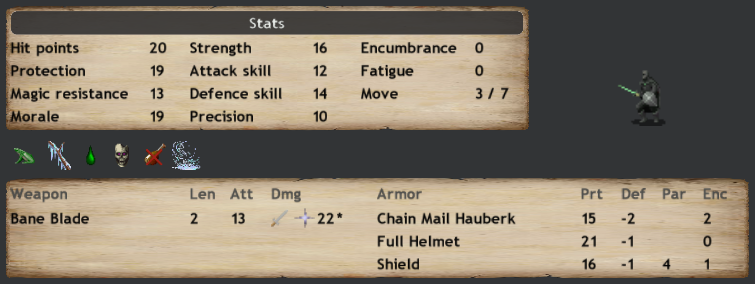 Stats
Hit points 20 Strength 16 Encumbrance 0
Protection 19 Attack skill 12 Fatigue 0
Magic resistance 13 Defence skill 14 Move 3 / 7
Morale 19 Precision 10
Weapon Len Att Dmg Armor Prt Def Par Enc
Bane Blade 2 13 22* Chain Mail Hauberk 15 -2 2
Full Helmet 21 -1 0
Shield 16 -1 4 1